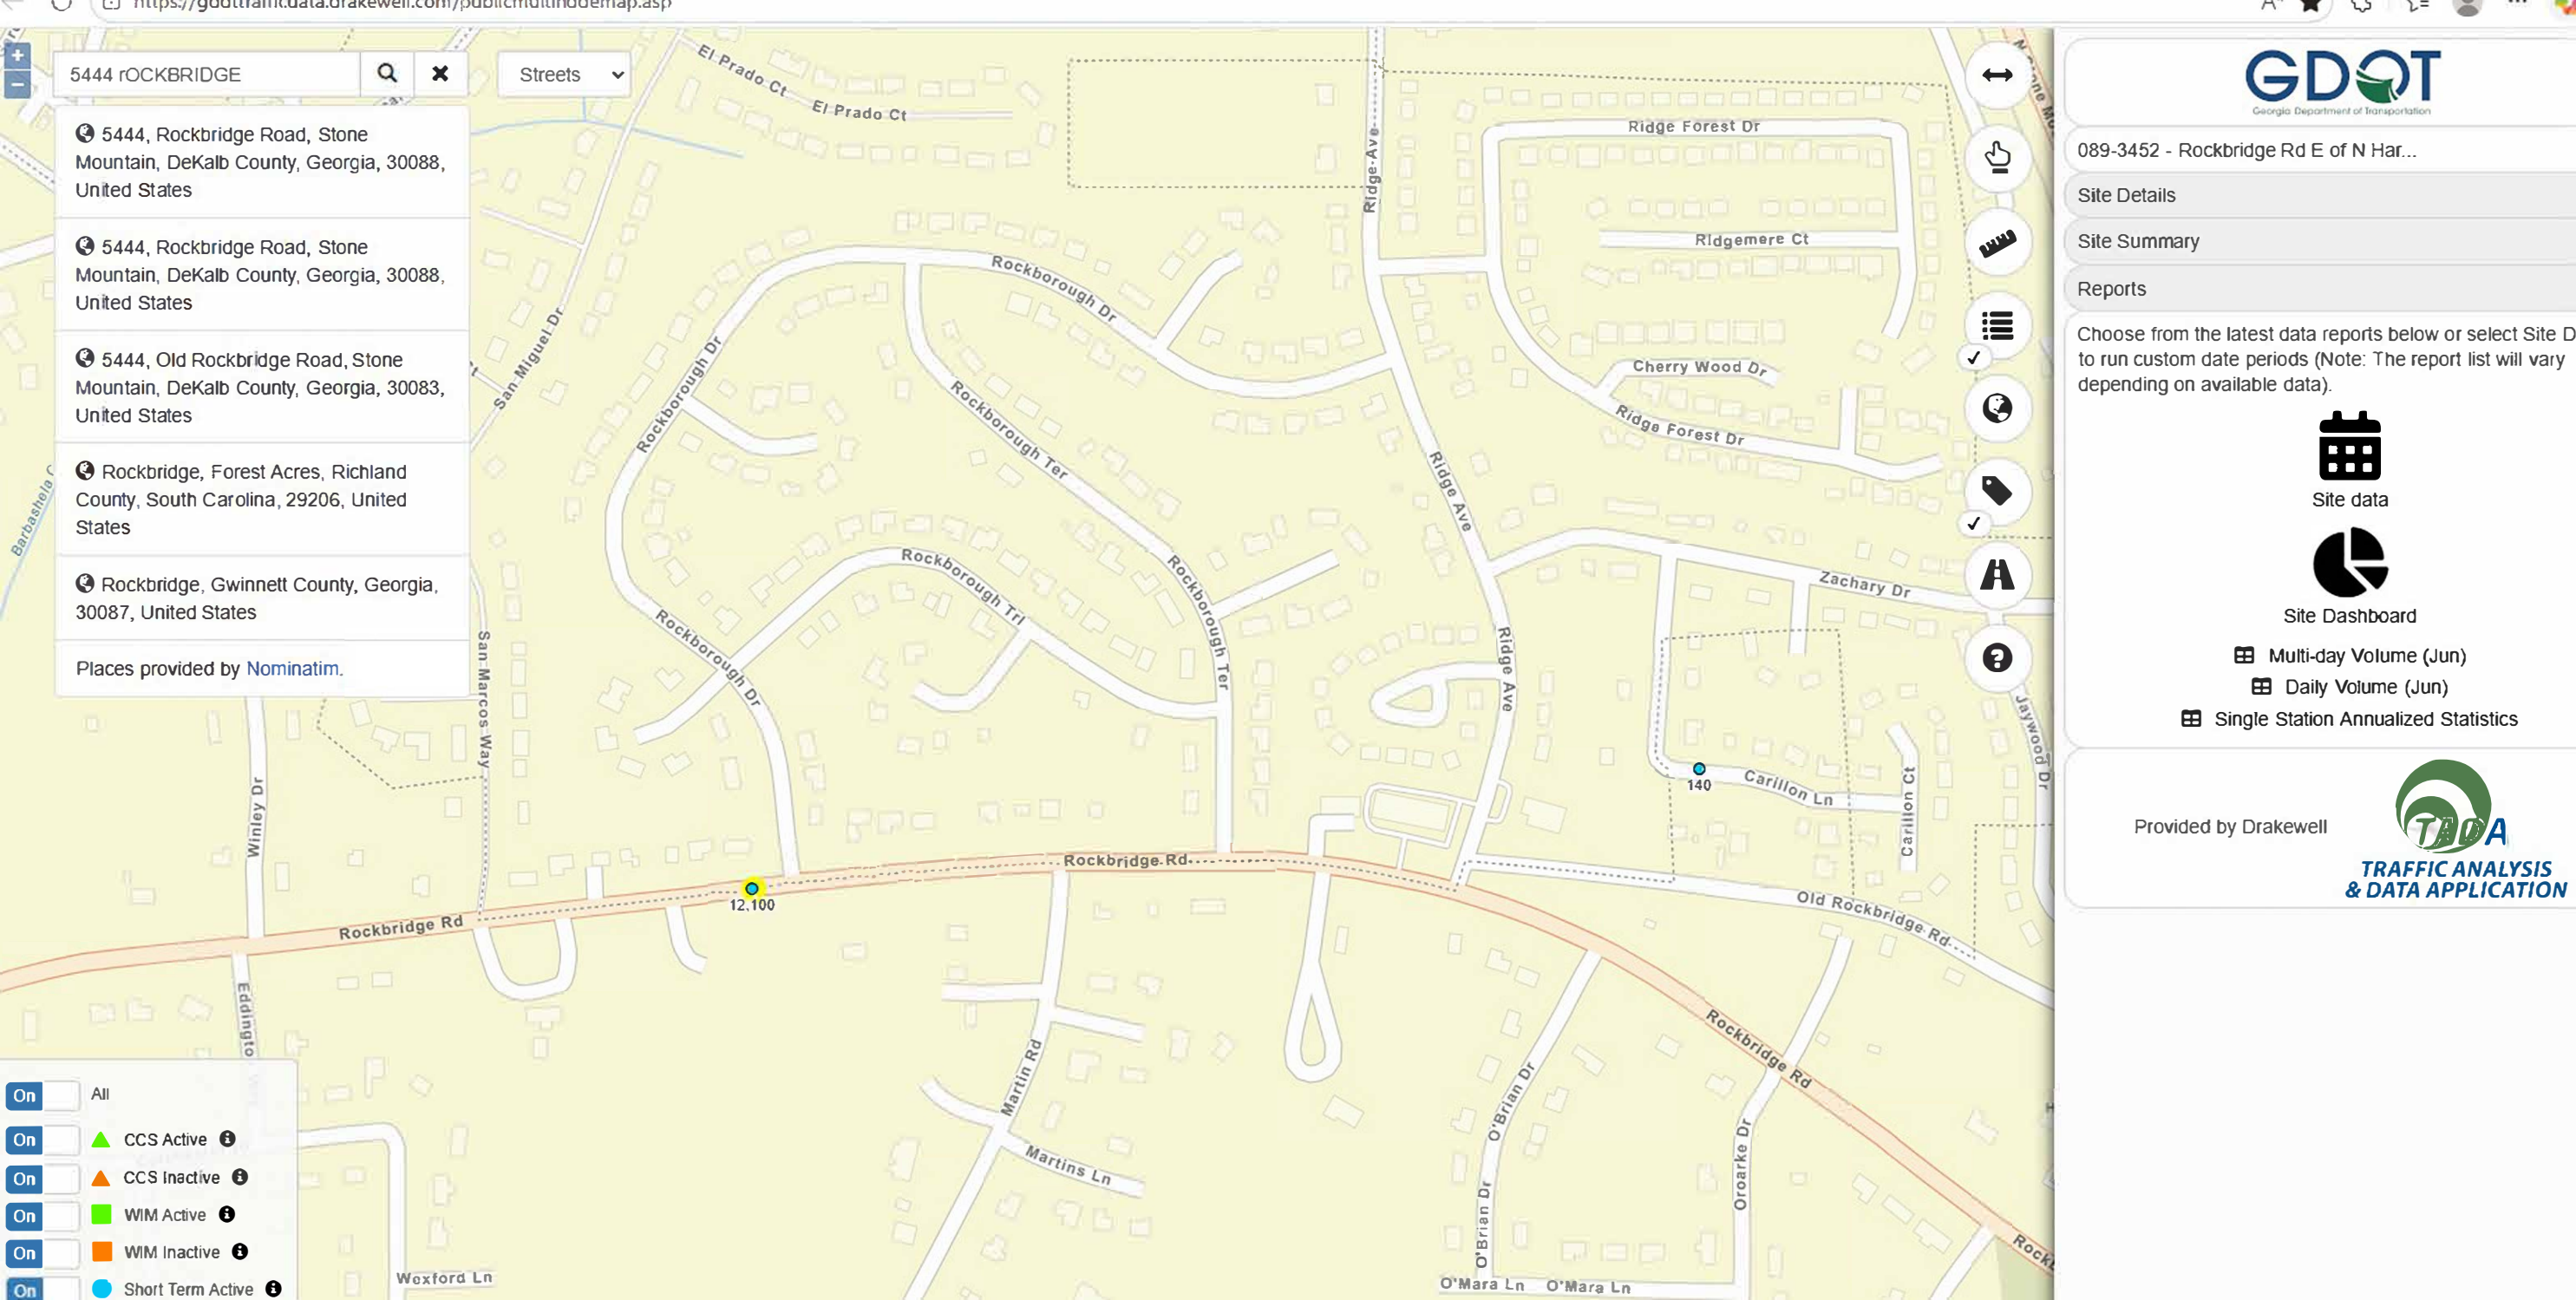 https://gdottrafficdata.drakewell.com/publicmultinodemap.asp
5444 rOCKBRIDGE
Streets
5444, Rockbridge Road, Stone
Mountain, DeKalb County, Georgia, 30088,
United States
5444, Rockbridge Road, Stone
Mountain, DeKalb County, Georgia, 30088,
United States
5444, Old Rockbridge Road, Stone
Mountain, DeKalb County, Georgia, 30083,
United States
Rockbridge, Forest Acres, Richland
County, South Carolina, 29206, United
States
Rockbridge, Gwinnett County, Georgia,
30087, United States
Places provided by Nominatim.
El Prado Ct
El Prado Ct
Ridge Ave
Ridge Forest Dr
Ridgemere Ct
Rockborough Dr
San Miguel Dr
Rockborough Dr
Cherry Wood Dr
Rockborough Ter
Ridge Forest Dr
Ridge Ave
Barbashela
Rockborough Trl
Rockborough Ter
Zachary Dr
Rockborough Dr
San Marcos Way
Ridge Ave
Jaywood Dr
140
Carillon Ln
Carillon Ct
Winley Dr
Rockbridge Rd
12,100
Old Rockbridge Rd
Rockbridge Rd
Eddingto
Rockbridge Rd
Martin Rd
O'Brian Dr
Oroarke Dr
Martins Ln
O'Brian Dr
Wexford Ln
O'Mara Ln
O'Mara Ln
Rock
On All
On CCS Active
On CCS Inactive
On WIM Active
On WIM Inactive
On Short Term Active
GDOT
Georgia Department of Transportation
089-3452 - Rockbridge Rd E of N Har...
Site Details
Site Summary
Reports
Choose from the latest data reports below or select Site D
to run custom date periods (Note: The report list will vary
depending on available data).
Site data
Site Dashboard
Multi-day Volume (Jun)
Daily Volume (Jun)
Single Station Annualized Statistics
Provided by Drakewell
TADA
TRAFFIC ANALYSIS
& DATA APPLICATION